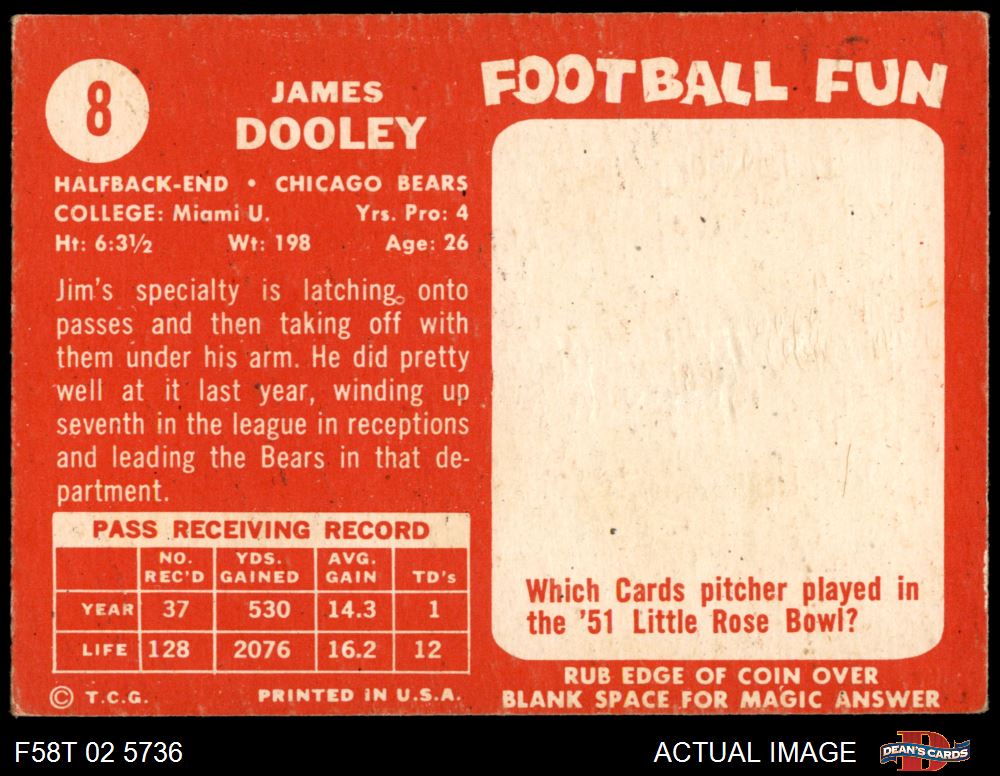 8
JAMES
DOOLEY
HALFBACK-END • CHICAGO BEARS
COLLEGE: Miami U. Yrs. Pro: 4
Ht: 6:3½ Wt: 198 Age: 26
Jim's specialty is latching onto
passes and then taking off with
them under his arm. He did pretty
well at it last year, winding up
seventh in the league in receptions
and leading the Bears in that de-
partment.
PASS RECEIVING RECORD
NO. REC'D YDS. GAINED AVG. GAIN TD's
YEAR 37 530 14.3 1
LIFE 128 2076 16.2 12
© T.C.G. PRINTED IN U.S.A.
FOOTBALL FUN
Which Cards pitcher played in
the '51 Little Rose Bowl?
RUB EDGE OF COIN OVER
BLANK SPACE FOR MAGIC ANSWER
F58T 02 5736 ACTUAL IMAGE DEAN'S CARDS